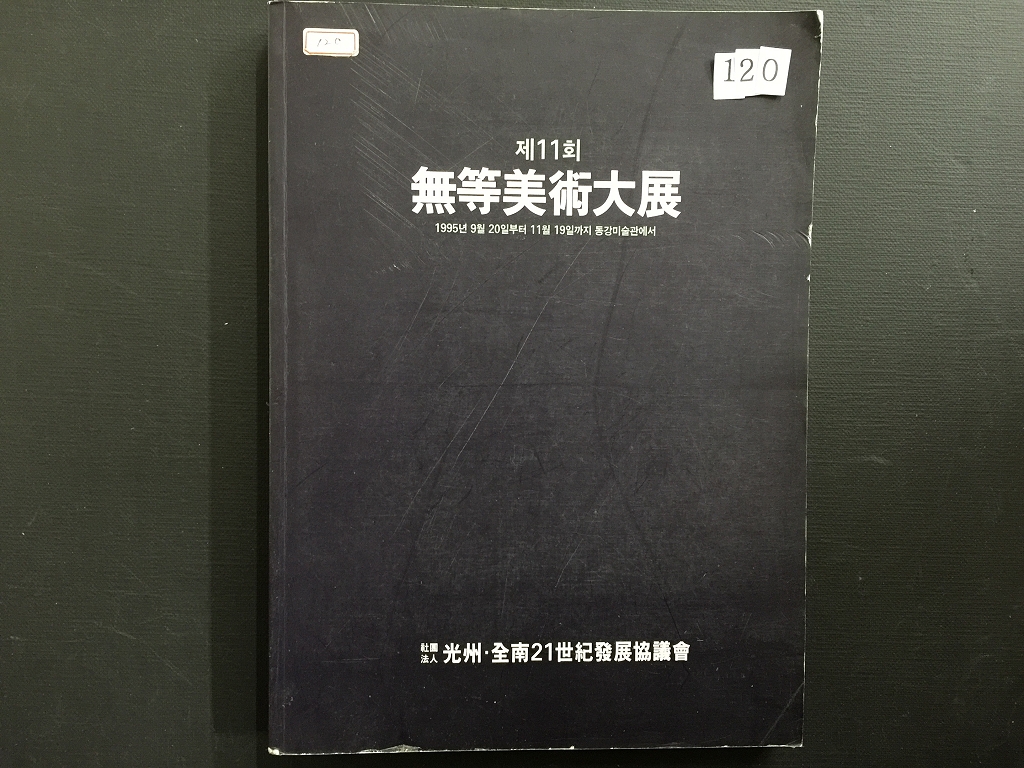 120
120
제11회
無等美術大展
1995년 9월 20일부터 11월 19일까지 동강미술관에서
社團
法人
光州·全南21世紀發展協議會